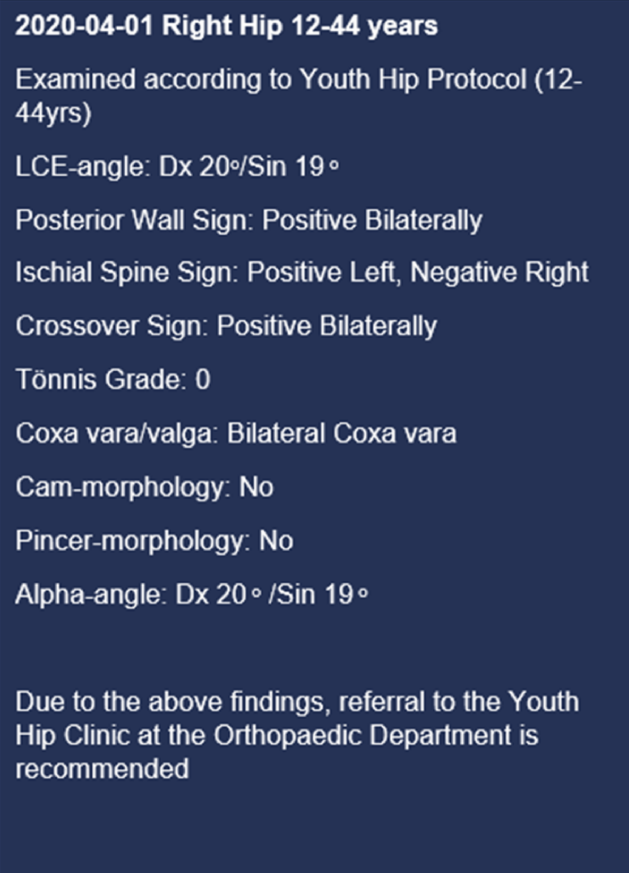 2020-04-01 Right Hip 12-44 years
Examined according to Youth Hip Protocol (12-
44yrs)
LCE-angle: Dx 20º/Sin 19 º
Posterior Wall Sign: Positive Bilaterally
Ischial Spine Sign: Positive Left, Negative Right
Crossover Sign: Positive Bilaterally
Tönnis Grade: 0
Coxa vara/valga: Bilateral Coxa vara
Cam-morphology: No
Pincer-morphology: No
Alpha-angle: Dx 20 º /Sin 19 º
Due to the above findings, referral to the Youth
Hip Clinic at the Orthopaedic Department is
recommended